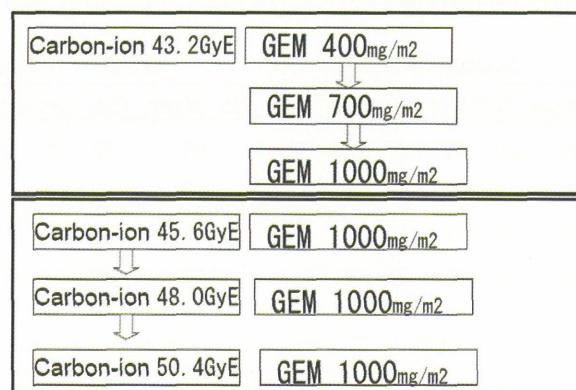 Carbon-ion 43.2GyE GEM 400mg/m2
GEM 700mg/m2
GEM 1000mg/m2
Carbon-ion 45.6GyE GEM 1000mg/m2
Carbon-ion 48.0GyE GEM 1000mg/m2
Carbon-ion 50.4GyE GEM 1000mg/m2